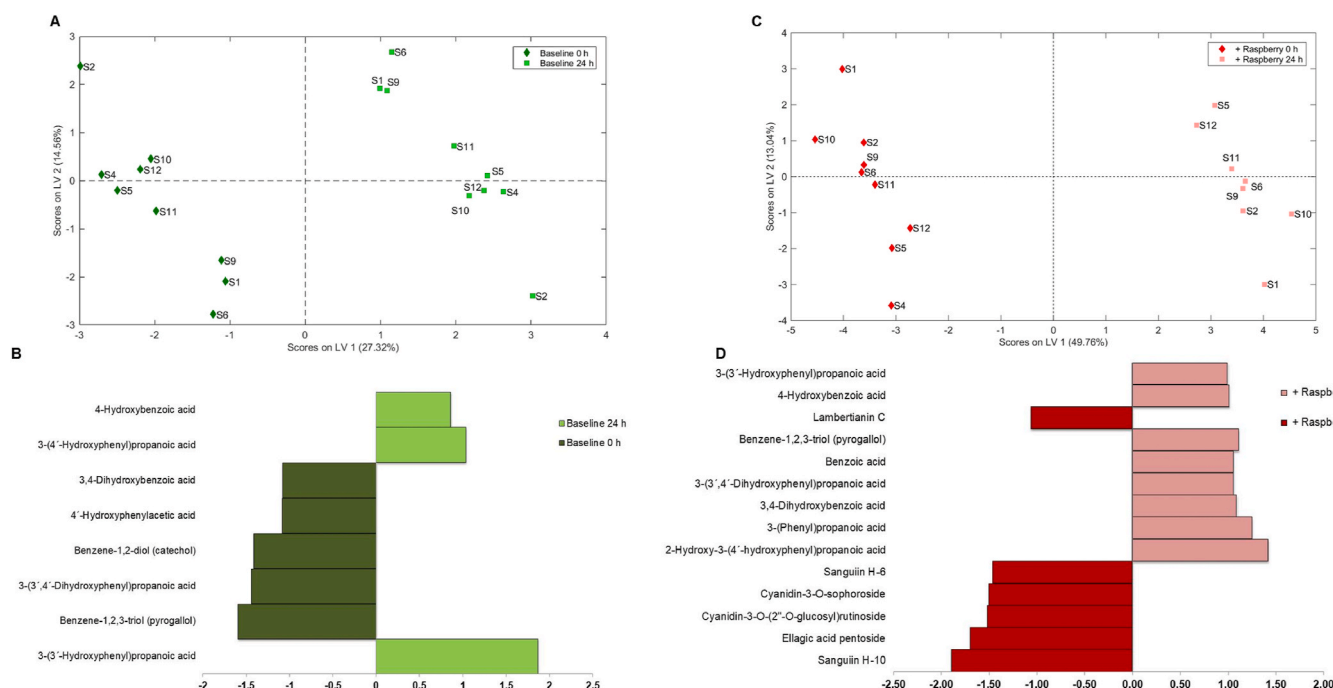 A
Scores on LV 2 (14.56%)
3
2
1
0
-1
-2
-3
-3
-2
-1
0
1
2
3
4
Scores on LV 1 (27.32%)
Baseline 0 h
Baseline 24 h
S2
S6
S1
S9
S11
S10
S12
S4
S5
S5
S12
S4
S10
S11
S9
S1
S6
S2
B
4-Hydroxybenzoic acid
3-(4´-Hydroxyphenyl)propanoic acid
3,4-Dihydroxybenzoic acid
4´-Hydroxyphenylacetic acid
Benzene-1,2-diol (catechol)
3-(3´,4´-Dihydroxyphenyl)propanoic acid
Benzene-1,2,3-triol (pyrogallol)
3-(3´-Hydroxyphenyl)propanoic acid
Baseline 24 h
Baseline 0 h
-2
-1.5
-1
-0.5
0
0.5
1
1.5
2
2.5
C
Scores on LV 2 (13.04%)
4
3
2
1
0
-1
-2
-3
-4
-5
-4
-3
-2
-1
0
1
2
3
4
5
Scores on LV 1 (49.76%)
+ Raspberry 0 h
+ Raspberry 24 h
S1
S10
S2
S9
S6
S11
S12
S5
S4
S5
S12
S11
S6
S9
S2
S10
S1
D
3-(3´-Hydroxyphenyl)propanoic acid
4-Hydroxybenzoic acid
Lambertianin C
Benzene-1,2,3-triol (pyrogallol)
Benzoic acid
3-(3´,4´-Dihydroxyphenyl)propanoic acid
3,4-Dihydroxybenzoic acid
3-(Phenyl)propanoic acid
2-Hydroxy-3-(4´-hydroxyphenyl)propanoic acid
Sanguiin H-6
Cyanidin-3-O-sophoroside
Cyanidin-3-O-(2"-O-glucosyl)rutinoside
Ellagic acid pentoside
Sanguiin H-10
+ Raspb
+ Raspb
-2.50
-2.00
-1.50
-1.00
-0.50
0.00
0.50
1.00
1.50
2.00